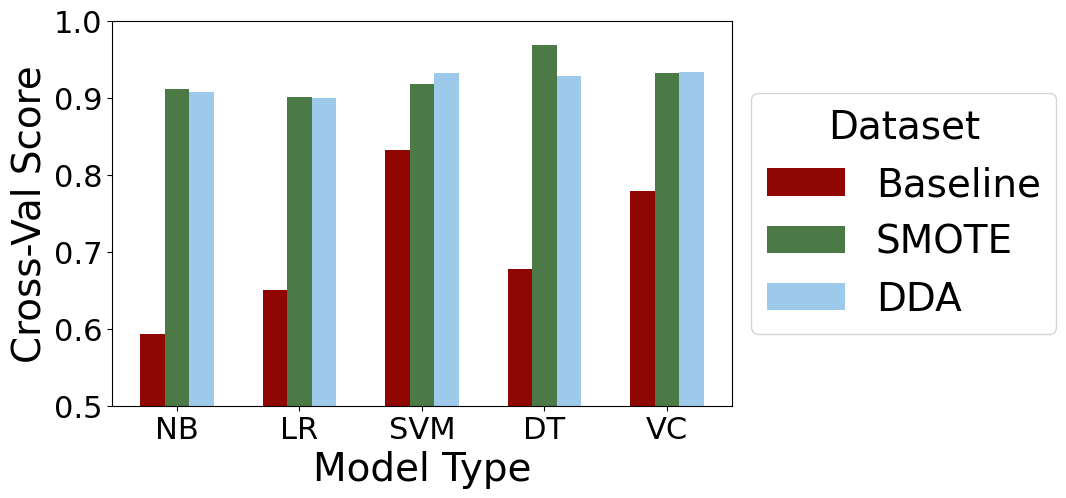 1.0
0.9
0.8
0.7
0.6
0.5
Cross-Val Score
NB LR SVM DT VC
Model Type
Dataset
Baseline
SMOTE
DDA